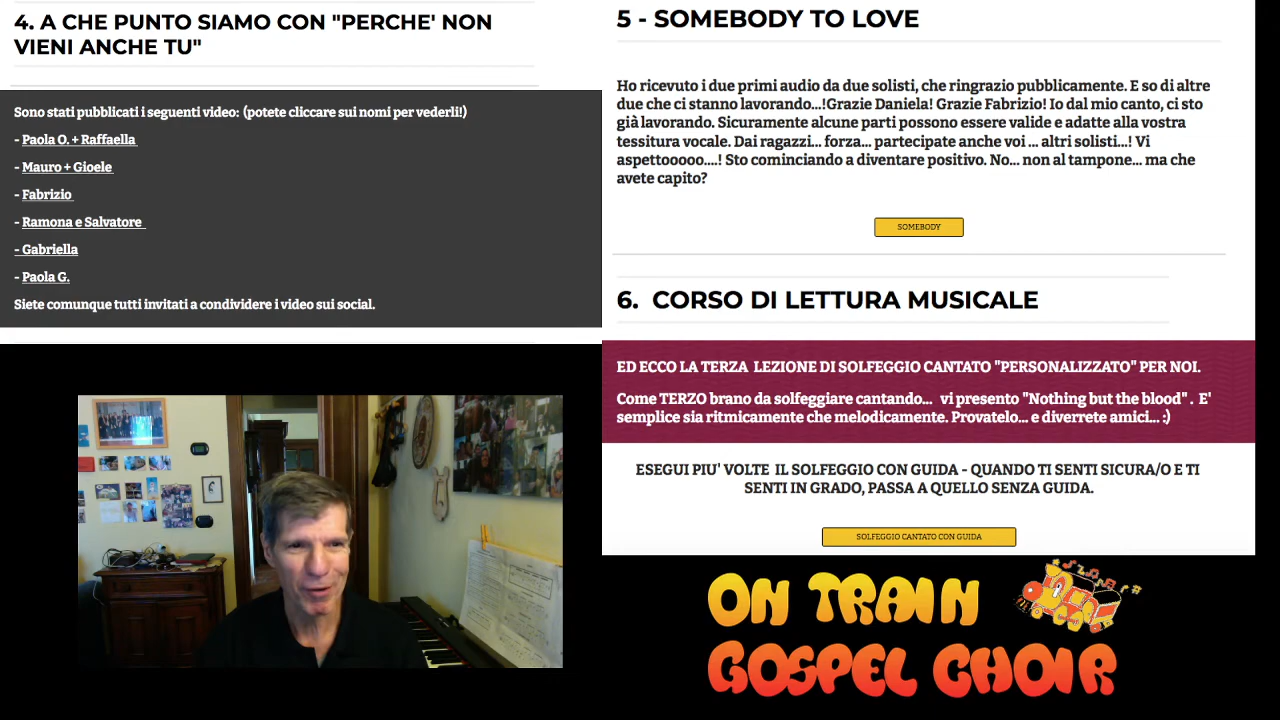 4. A CHE PUNTO SIAMO CON "PERCHE' NON
VIENI ANCHE TU"
Sono stati pubblicati i seguenti video: (potete cliccare sui nomi per vederli!)
- Paola O. + Raffaella
- Mauro + Gioele
- Fabrizio
- Ramona e Salvatore
- Gabriella
- Paola G.
Siete comunque tutti invitati a condividere i video sui social.
5 - SOMEBODY TO LOVE
Ho ricevuto i due primi audio da due solisti, che ringrazio pubblicamente. E so di altre
due che ci stanno lavorando...!Grazie Daniela! Grazie Fabrizio! Io dal mio canto, ci sto
già lavorando. Sicuramente alcune parti possono essere valide e adatte alla vostra
tessitura vocale. Dai ragazzi... forza... partecipate anche voi ... altri solisti...! Vi
aspettooooo....! Sto cominciando a diventare positivo. No... non al tampone... ma che
avete capito?
SOMEBODY
6. CORSO DI LETTURA MUSICALE
ED ECCO LA TERZA LEZIONE DI SOLFEGGIO CANTATO "PERSONALIZZATO" PER NOI.
Come TERZO brano da solfeggiare cantando... vi presento "Nothing but the blood" . E'
semplice sia ritmicamente che melodicamente. Provatelo... e diverrete amici... :)
ESEGUI PIU' VOLTE IL SOLFEGGIO CON GUIDA - QUANDO TI SENTI SICURA/O E TI
SENTI IN GRADO, PASSA A QUELLO SENZA GUIDA.
SOLFEGGIO CANTATO CON GUIDA
ON TRAIN
GOSPEL CHOIR